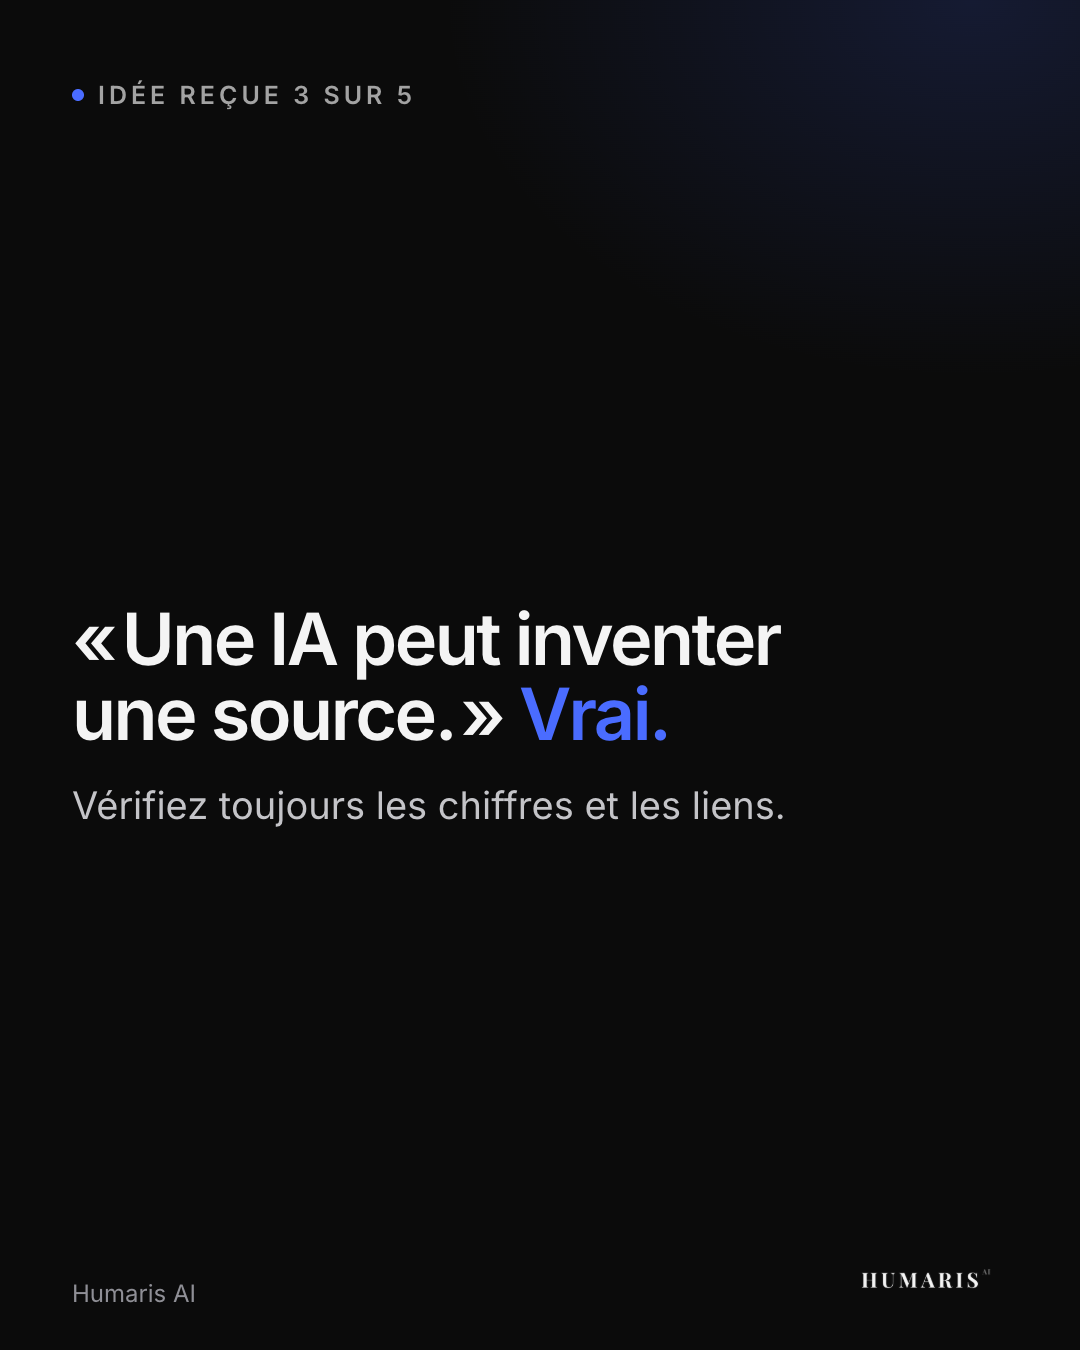 IDÉE REÇUE 3 SUR 5
« Une IA peut inventer
une source. » Vrai.
Vérifiez toujours les chiffres et les liens.
Humaris AI
HUMARIS AI